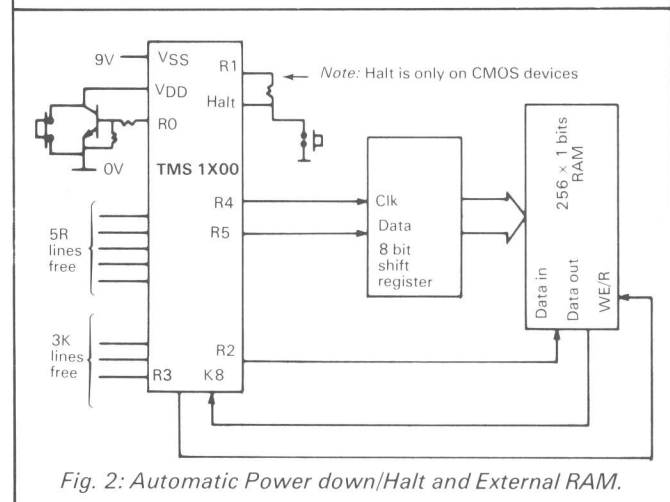 9V
VSS
VDD
R0
0V
TMS 1X00
R1
Halt
Note: Halt is only on CMOS devices
R4
R5
Clk
Data
8 bit
shift
register
256 × 1 bits
RAM
Data in
Data out
WE/R
5R
lines
free
3K
lines
free
R3
R2
K8
Fig. 2: Automatic Power down/Halt and External RAM.